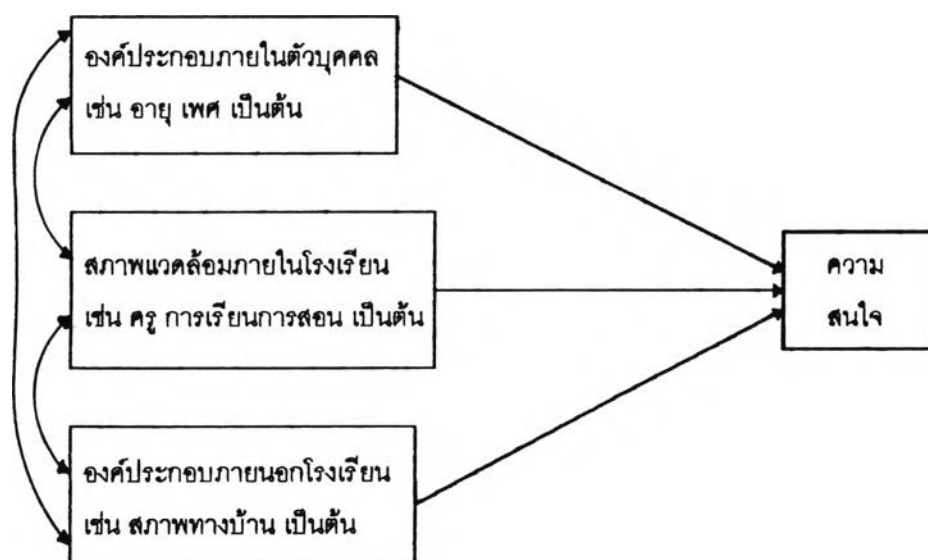 องค์ประกอบภายในตัวบุคคล
เช่น อายุ เพศ เป็นต้น
สภาพแวดล้อมภายในโรงเรียน
เช่น ครู การเรียนการสอน เป็นต้น
องค์ประกอบภายนอกโรงเรียน
เช่น สภาพทางบ้าน เป็นต้น
ความ
สนใจ